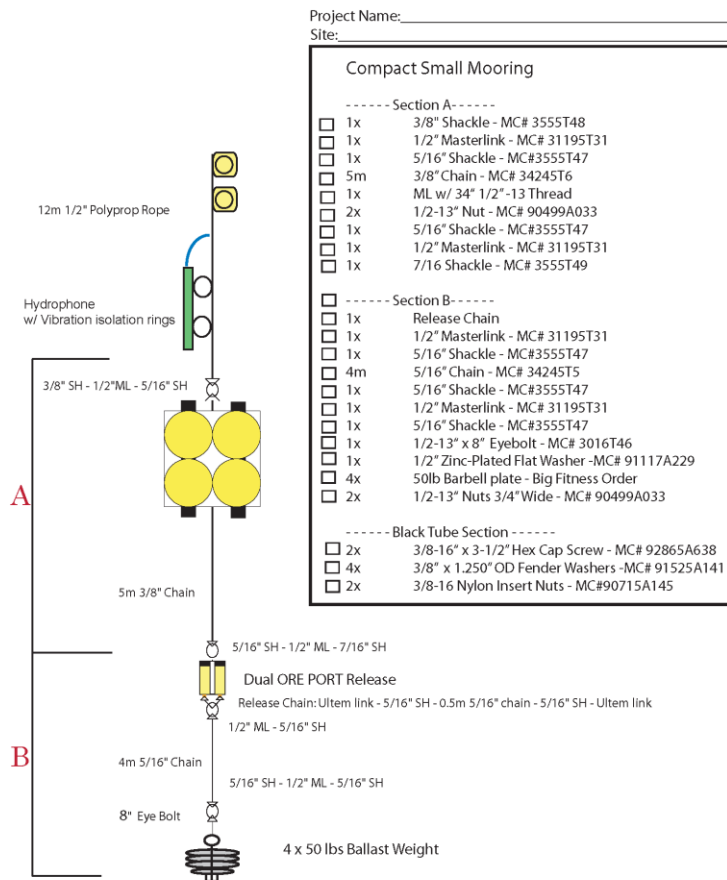 Project Name:
Site:
Compact Small Mooring
- - - - - - Section A- - - - - -
1x 3/8" Shackle - MC# 3555T48
1x 1/2" Masterlink - MC# 31195T31
1x 5/16" Shackle - MC#3555T47
5m 3/8" Chain - MC# 34245T6
1x ML w/ 34" 1/2"-13 Thread
2x 1/2-13" Nut - MC# 90499A033
1x 5/16" Shackle - MC#3555T47
1x 1/2" Masterlink - MC# 31195T31
1x 7/16 Shackle - MC# 3555T49
- - - - - - Section B- - - - - -
1x Release Chain
1x 1/2" Masterlink - MC# 31195T31
1x 5/16" Shackle - MC#3555T47
4m 5/16" Chain - MC# 34245T5
1x 5/16" Shackle - MC#3555T47
1x 1/2" Masterlink - MC# 31195T31
1x 5/16" Shackle - MC#3555T47
1x 1/2-13" x 8" Eyebolt - MC# 3016T46
1x 1/2" Zinc-Plated Flat Washer -MC# 91117A229
4x 50lb Barbell plate - Big Fitness Order
2x 1/2-13" Nuts 3/4" Wide - MC# 90499A033
- - - - - - Black Tube Section - - - - - -
2x 3/8-16" x 3-1/2" Hex Cap Screw - MC# 92865A638
4x 3/8" x 1.250" OD Fender Washers -MC# 91525A141
2x 3/8-16 Nylon Insert Nuts - MC#90715A145
12m 1/2" Polyprop Rope
Hydrophone
w/ Vibration isolation rings
3/8" SH - 1/2"ML - 5/16" SH
A
5m 3/8" Chain
5/16" SH - 1/2" ML - 7/16" SH
Dual ORE PORT Release
Release Chain: Ultem link - 5/16" SH - 0.5m 5/16" chain - 5/16" SH - Ultem link
1/2" ML - 5/16" SH
B
4m 5/16" Chain
5/16" SH - 1/2" ML - 5/16" SH
8" Eye Bolt
4 x 50 lbs Ballast Weight